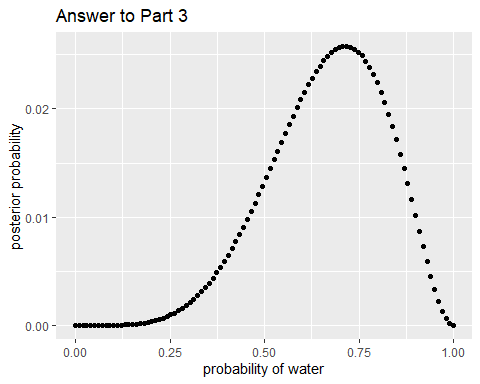 Answer to Part 3
posterior probability
0.02
0.01
0.00
0.00 0.25 0.50 0.75 1.00
probability of water